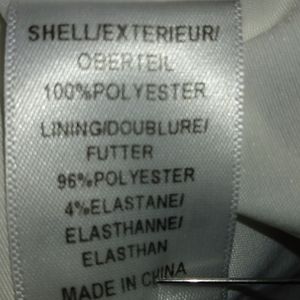 SHELL/EXTERIEUR/
OBERTEIL
100%POLYESTER
LINING/DOUBLURE/
FUTTER
96%POLYESTER
4%ELASTANE/
ELASTHANNE/
ELASTHAN
MADE IN CHINA